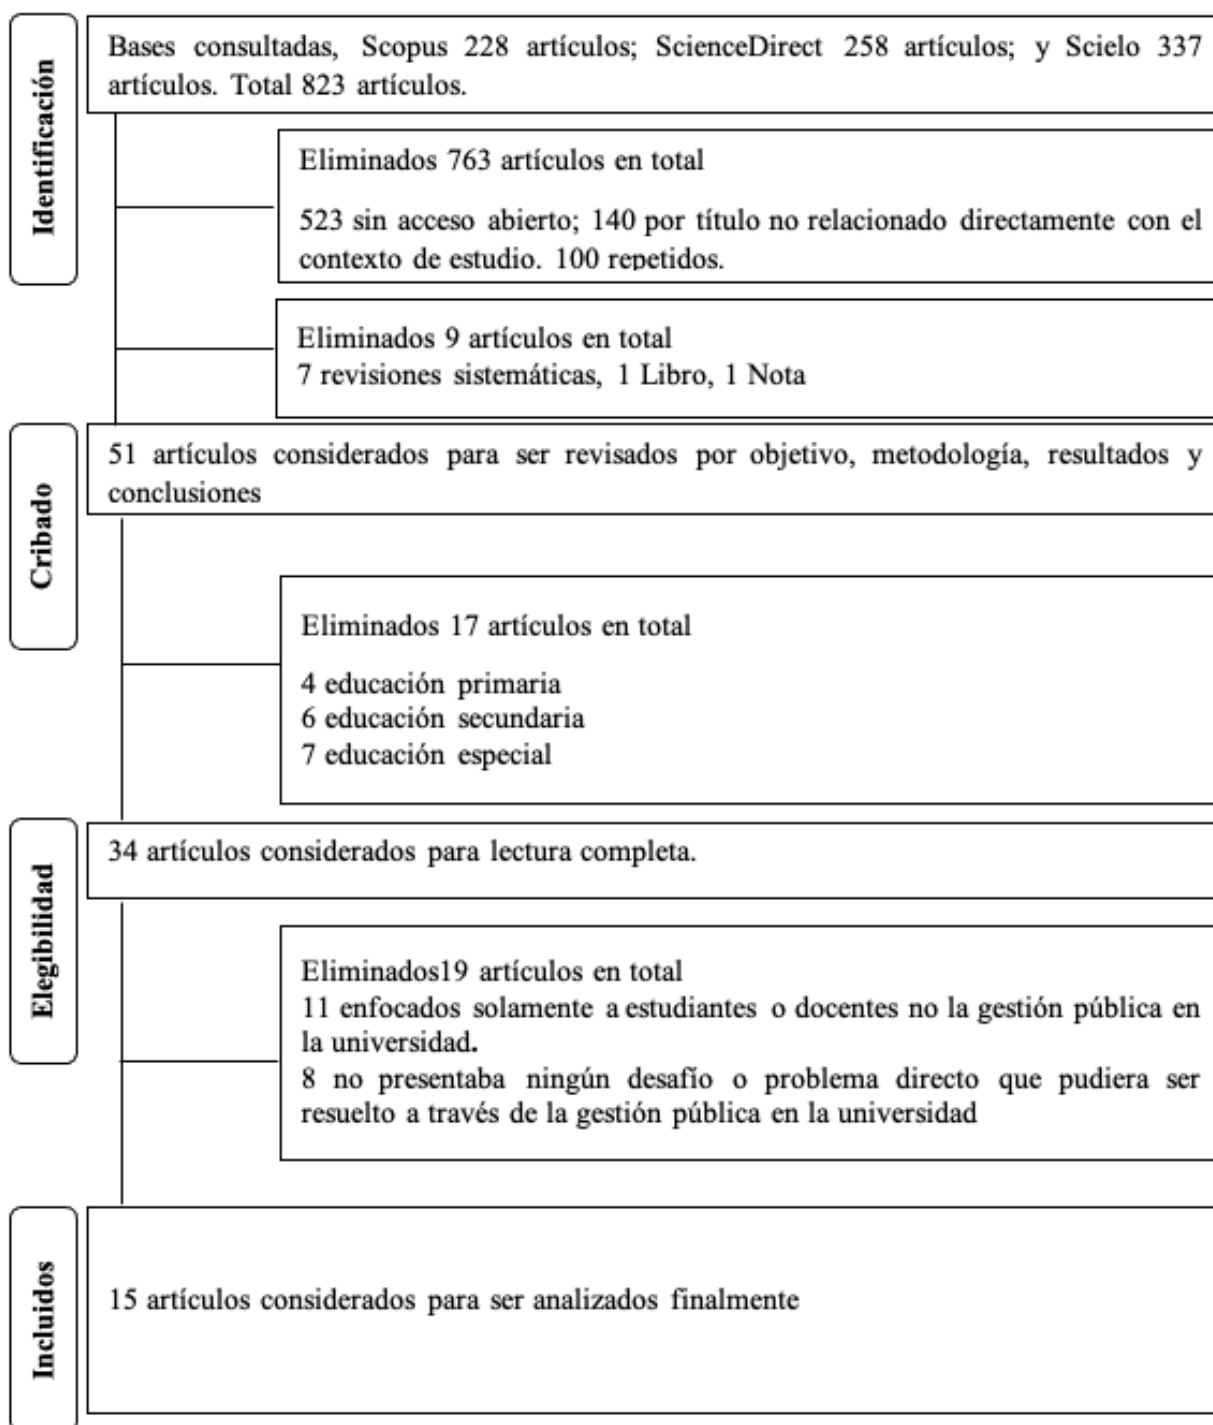 Identificación
Bases consultadas, Scopus 228 artículos; ScienceDirect 258 artículos; y Scielo 337
artículos. Total 823 artículos.
Eliminados 763 artículos en total
523 sin acceso abierto; 140 por título no relacionado directamente con el
contexto de estudio. 100 repetidos.
Eliminados 9 artículos en total
7 revisiones sistemáticas, 1 Libro, 1 Nota
Cribado
51 artículos considerados para ser revisados por objetivo, metodología, resultados y
conclusiones
Eliminados 17 artículos en total
4 educación primaria
6 educación secundaria
7 educación especial
Elegibilidad
34 artículos considerados para lectura completa.
Eliminados19 artículos en total
11 enfocados solamente a estudiantes o docentes no la gestión pública en
la universidad.
8 no presentaba ningún desafío o problema directo que pudiera ser
resuelto a través de la gestión pública en la universidad
Incluidos
15 artículos considerados para ser analizados finalmente